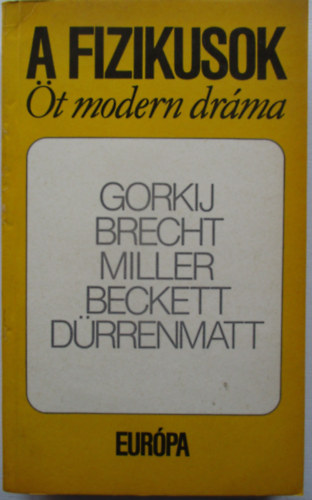 A FIZIKUSOK
Öt modern dráma
GORKIJ
BRECHT
MILLER
BECKETT
DÜRRENMATT
EURÓPA